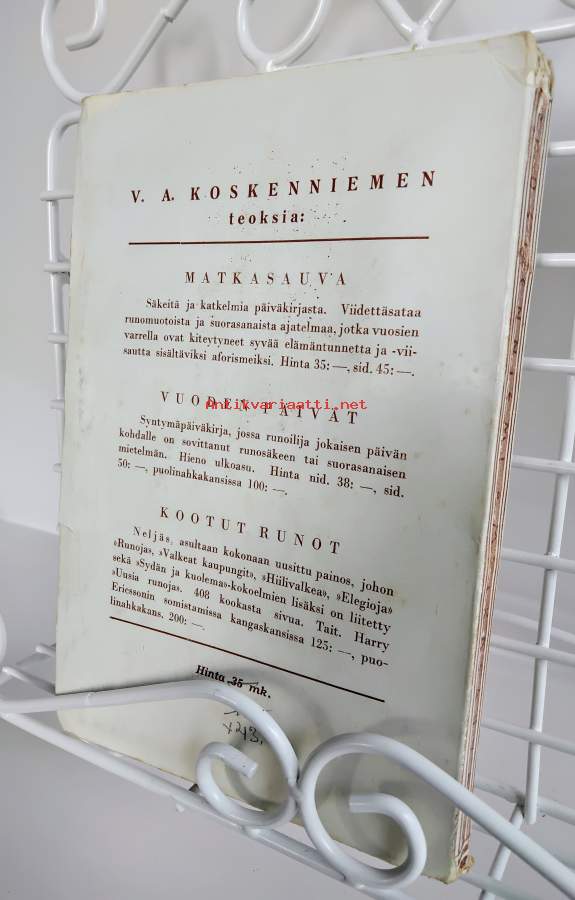 V. A. KOSKENNIEMEN
teoksia:
MATKASAUVA
Säkeitä ja katkelmia päiväkirjasta. Viidettäsataa
runomuotoista ja suorasanaista ajatelmaa, jotka vuosien
varrella ovat kiteytyneet syvää elämäntunnetta ja -vii-
sautta sisältäviksi aforismeiksi. Hinta 35: —, sid. 45: —.
VUODEN PÄIVÄT
Antikvariaatti.net
Syntymäpäiväkirja, jossa runoilija jokaisen päivän
kohdalle on sovittanut runosäkeen tai suorasanaisen
mietelmän. Hieno ulkoasu. Hinta nid. 38: —, sid.
50: —, puolinahkakansissa 100: —.
KOOTUT RUNOT
Neljäs, asultaan kokonaan uusittu painos, johon
»Runoja», »Valkeat kaupungit», »Hiilivalkea», »Elegioja»
sekä »Sydän ja kuolema»-kokoelmien lisäksi on liitetty
»Uusia runoja». 408 kookasta sivua. Tait. Harry
Ericssonin somistamissa kangaskansissa 125: —, puo-
linahkakans. 200: —.
Hinta 35 mk.